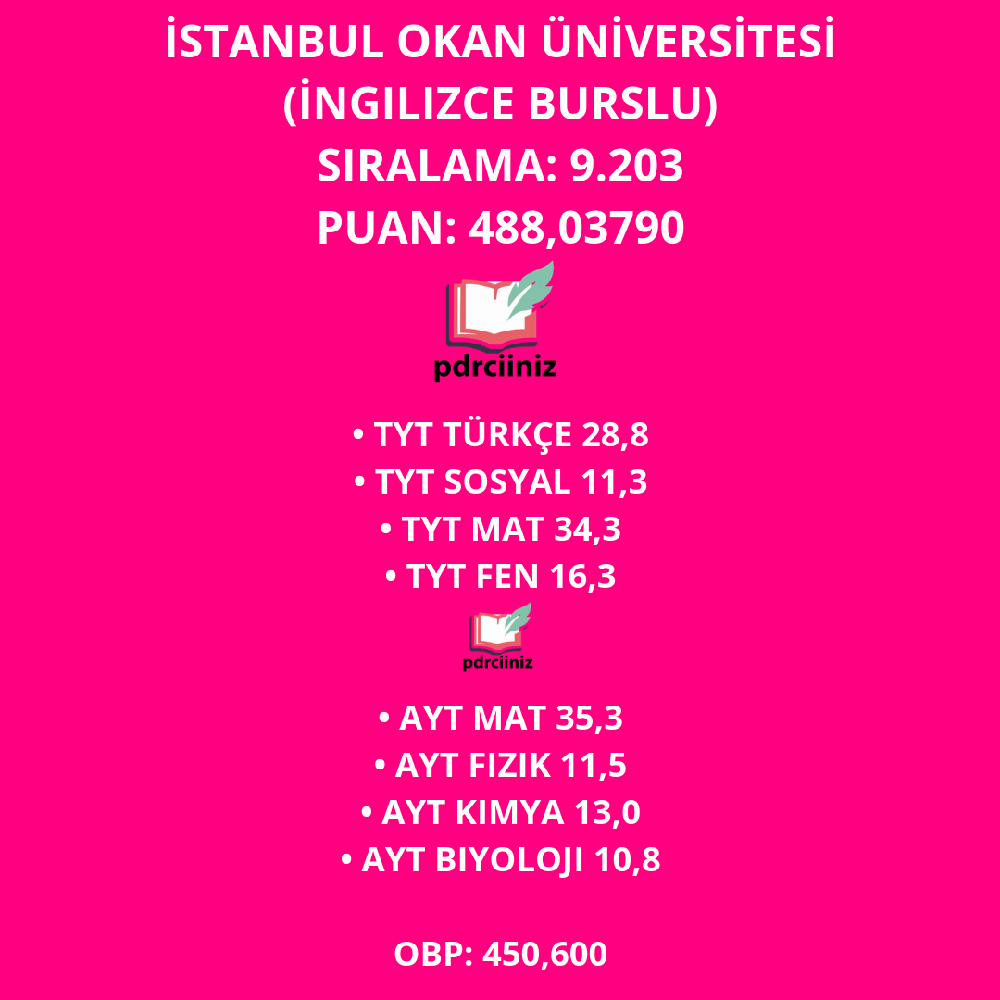 İSTANBUL OKAN ÜNİVERSİTESİ
(İNGILIZCE BURSLU)
SIRALAMA: 9.203
PUAN: 488,03790
pdrciiniz
• TYT TÜRKÇE 28,8
• TYT SOSYAL 11,3
• TYT MAT 34,3
• TYT FEN 16,3
pdrciiniz
• AYT MAT 35,3
• AYT FIZIK 11,5
• AYT KIMYA 13,0
• AYT BIYOLOJI 10,8
OBP: 450,600